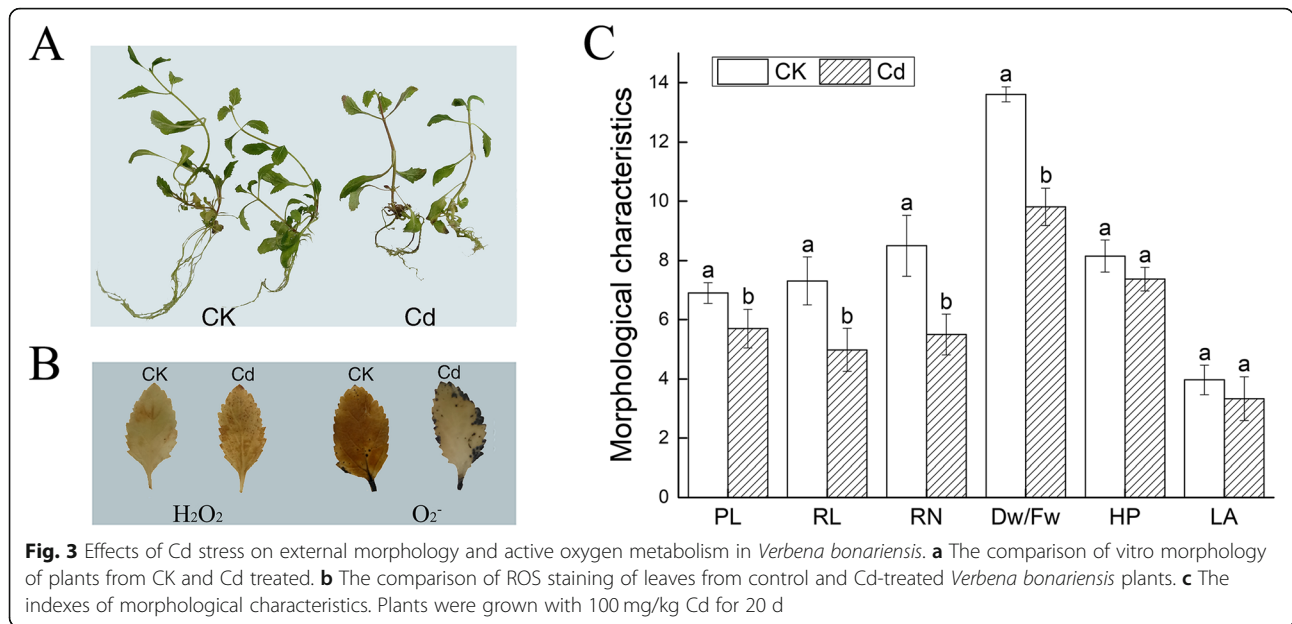 A
CK
Cd
B
CK
Cd
CK
Cd
H₂O₂
O₂⁻
C
Morphological characteristics
CK
Cd
14
12
10
8
6
4
2
0
a
b
a
b
a
b
a
b
a
a
a
a
PL
RL
RN
Dw/Fw
HP
LA
Fig. 3 Effects of Cd stress on external morphology and active oxygen metabolism in Verbena bonariensis. a The comparison of vitro morphology
of plants from CK and Cd treated. b The comparison of ROS staining of leaves from control and Cd-treated Verbena bonariensis plants. c The
indexes of morphological characteristics. Plants were grown with 100 mg/kg Cd for 20 d